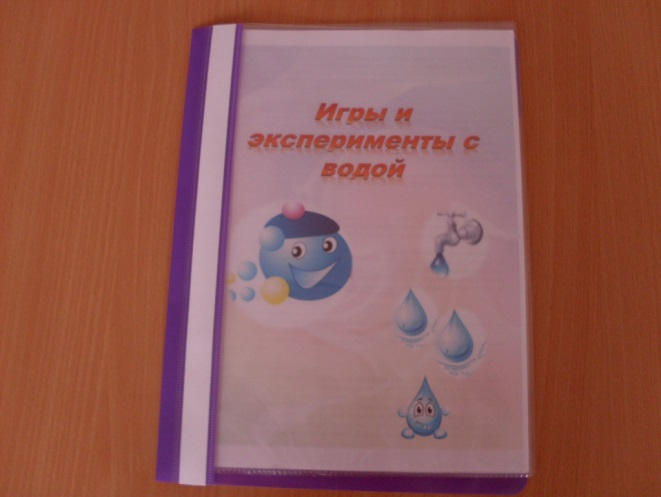 Игры и
эксперименты с
водой